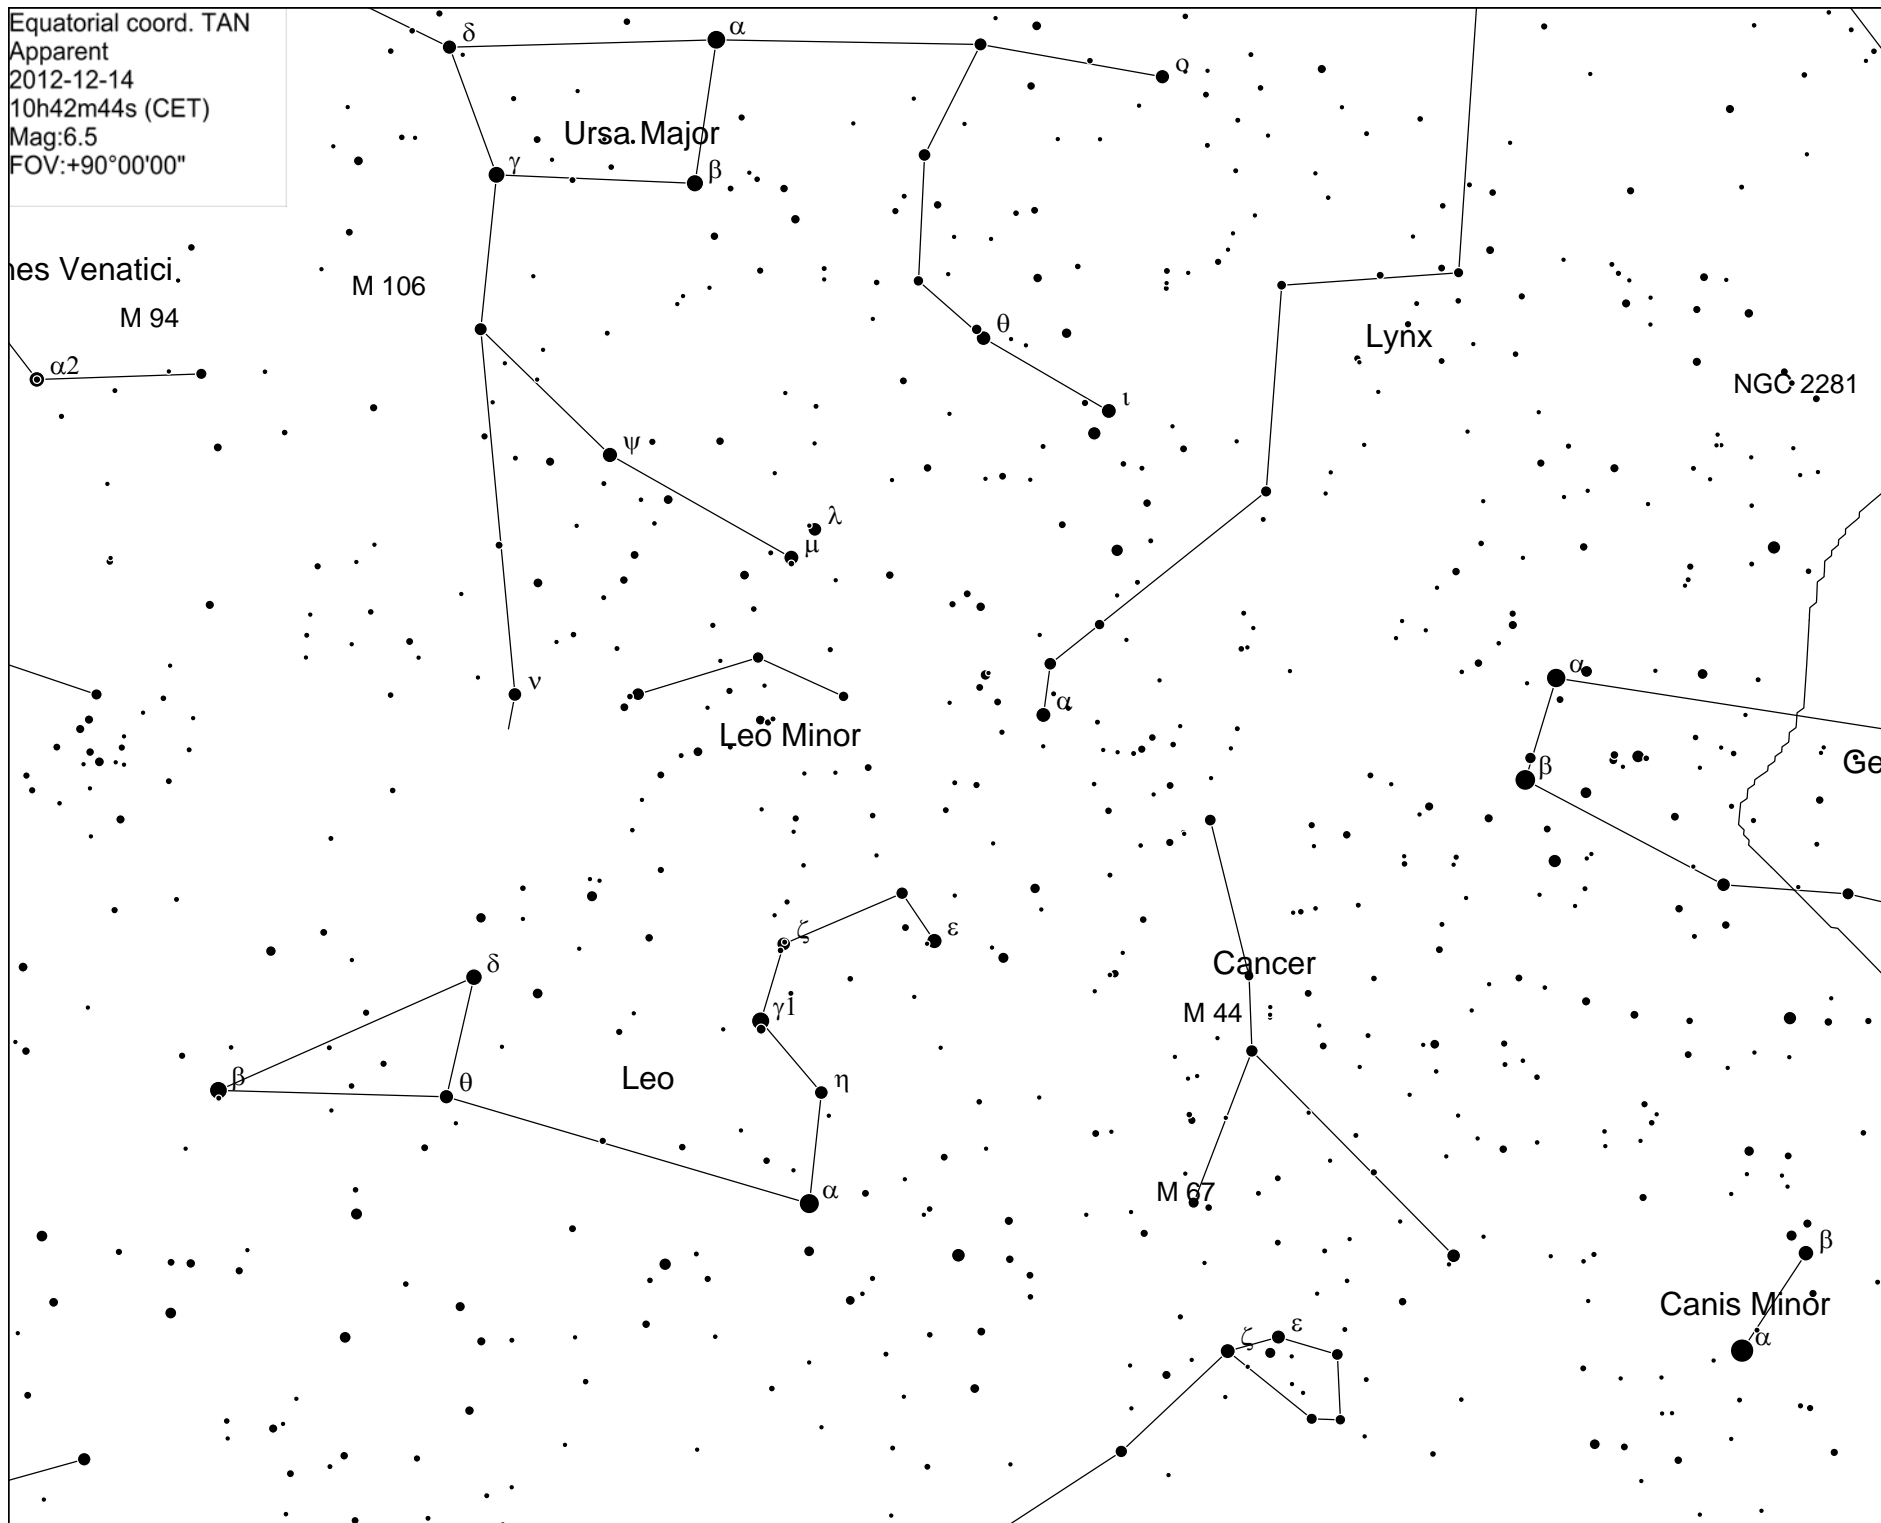 Equatorial coord. TAN
Apparent
2012-12-14
10h42m44s (CET)
Mag:6.5
FOV:+90°00'00"
δ
α
ο
Ursa Major
γ
β
nes Venatici
M 106
M 94
θ
Lynx
α2
NGC 2281
ι
ψ
λ
μ
α
ν
α
Leo Minor
β
Ge
ζ
ε
δ
Cancer
γ1
M 44
β
θ
Leo
η
α
M 67
β
Canis Minor
ζ
ε
α